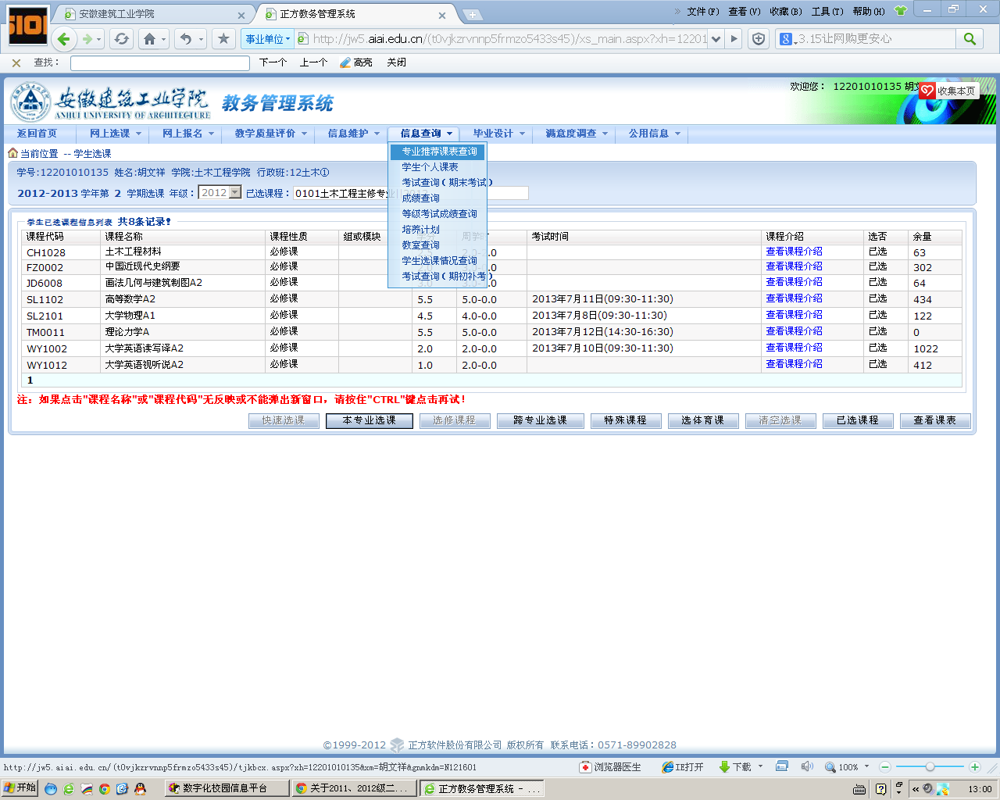 安徽建筑工业学院 正方教务管理系统 » 文件(F) 查看(V) 收藏(B) 工具(T) 帮助(H)
事业单位 http://jw5.aiai.edu.cn/(t0vjkzrvnnp5frmzo5433s45)/xs_main.aspx?xh=12201 3.15让网购更安心
查找： 下一个 上一个 高亮 关闭
安徽建筑工业学院 教务管理系统 欢迎您： 12201010135 胡文 收集本页
ANHUI UNIVERSITY OF ARCHITECTURE
返回首页 网上选课 网上报名 教学质量评价 信息维护 信息查询 毕业设计 满意度调查 公用信息
当前位置 -- 学生选课
专业推荐课表查询
学生个人课表
考试查询（期末考试）
成绩查询
等级考试成绩查询
培养计划
教室查询
学生选课情况查询
考试查询（期初补考）
学号:12201010135 姓名:胡文祥 学院:土木工程学院 行政班:12土木①
2012-2013 学年第 2 学期选课 年级： 2012 已选课程： 0101土木工程主修专业
学生已选课程信息列表 共8条记录!
课程代码 课程名称 课程性质 组或模块 周学时 考试时间 课程介绍 选否 余量
CH1028 土木工程材料 必修课 查看课程介绍 已选 63
FZ0002 中国近现代史纲要 必修课 查看课程介绍 已选 302
JD6008 画法几何与建筑制图A2 必修课 查看课程介绍 已选 64
SL1102 高等数学A2 必修课 5.5 5.0-0.0 2013年7月11日(09:30-11:30) 查看课程介绍 已选 434
SL2101 大学物理A1 必修课 4.5 4.0-0.0 2013年7月8日(09:30-11:30) 查看课程介绍 已选 122
TM0011 理论力学A 必修课 5.5 5.0-0.0 2013年7月12日(14:30-16:30) 查看课程介绍 已选 0
WY1002 大学英语读写译A2 必修课 2.0 2.0-0.0 2013年7月10日(09:30-11:30) 查看课程介绍 已选 1022
WY1012 大学英语视听说A2 必修课 1.0 2.0-0.0 查看课程介绍 已选 412
1
注：如果点击"课程名称"或"课程代码"无反映或不能弹出新窗口，请按住"CTRL"键点击再试！
快速选课 本专业选课 选修课程 跨专业选课 特殊课程 选体育课 清空选课 已选课程 查看课表
©1999-2012 正方软件股份有限公司 版权所有 联系电话：0571-89902828
http://jw5.aiai.edu.cn/(t0vjkzrvnnp5frmzo5433s45)/tjkbcx.aspx?xh=12201010135&xm=胡文祥&gnmkdm=N121601 浏览器医生 IE打开 下载 100%
开始 数字化校园信息平台 关于2011、2012级二... 正方教务管理系统 - ... 13:00